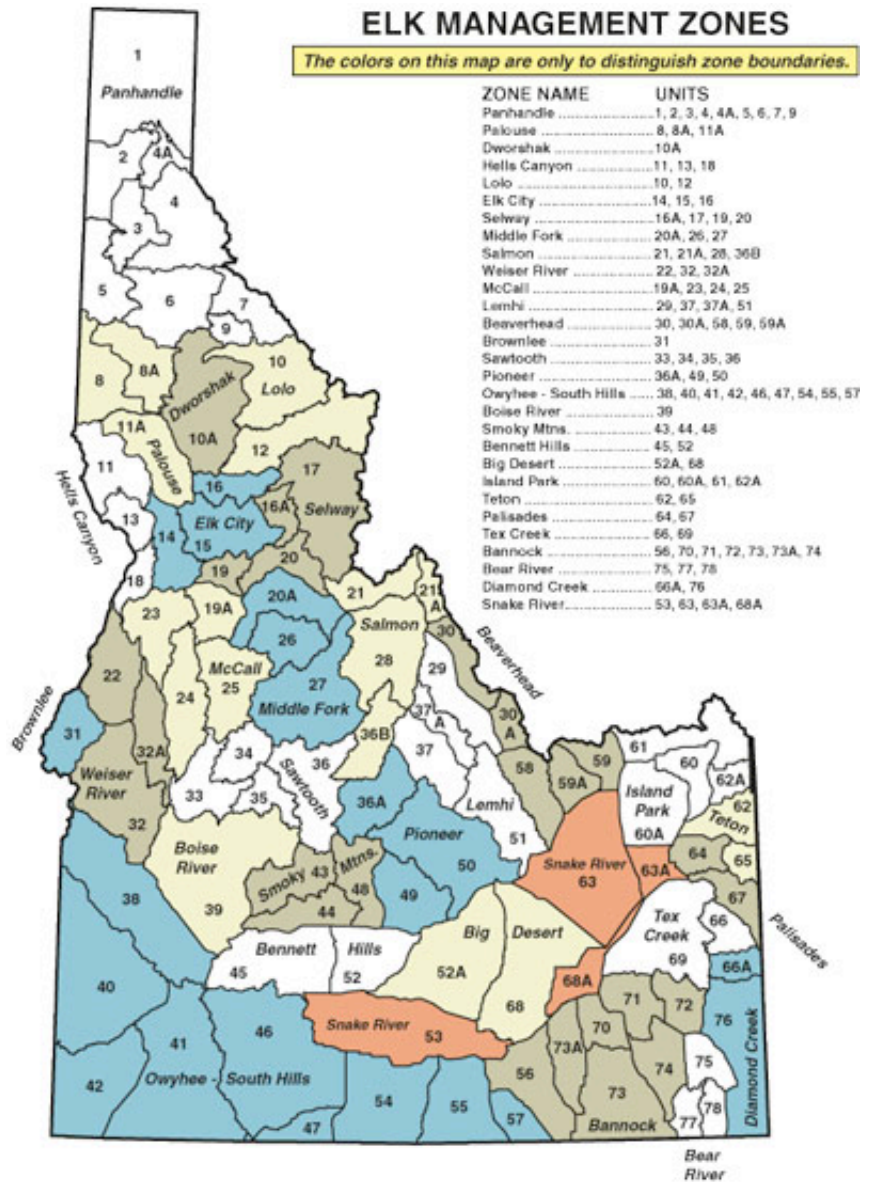 ELK MANAGEMENT ZONES
The colors on this map are only to distinguish zone boundaries.
ZONE NAME UNITS
Panhandle ..........................1, 2, 3, 4, 4A, 5, 6, 7, 9
Palouse ..............................8, 8A, 11A
Dworshak ..........................10A
Hells Canyon .....................11, 13, 18
Lolo ....................................10, 12
Elk City ..............................14, 15, 16
Selway ...............................16A, 17, 19, 20
Middle Fork .......................20A, 26, 27
Salmon ..............................21, 21A, 28, 36B
Weiser River .....................22, 32, 32A
McCall ...............................19A, 23, 24, 25
Lemhi .................................29, 37, 37A, 51
Beaverhead .......................30, 30A, 58, 59, 59A
Brownlee ...........................31
Sawtooth ...........................33, 34, 35, 36
Pioneer ..............................36A, 49, 50
Owyhee - South Hills .....38, 40, 41, 42, 46, 47, 54, 55, 57
Boise River .......................39
Smoky Mtns. .....................43, 44, 48
Bennett Hills .....................45, 52
Big Desert .........................52A, 68
Island Park ........................60, 60A, 61, 62A
Teton ..................................62, 65
Palisades ...........................64, 67
Tex Creek ..........................66, 69
Bannock .............................56, 70, 71, 72, 73, 73A, 74
Bear River ..........................75, 77, 78
Diamond Creek .................66A, 76
Snake River........................53, 63, 63A, 68A
1
Panhandle
2
4A
4
3
5
6
7
9
8
8A
Dworshak
10A
10
Lolo
11A
Palouse
12
11
Hells Canyon
13
18
17
Selway
16
16A
14
Elk City
15
19
20
20A
26
27
Middle Fork
21
21
A
Salmon
28
36B
30
Beaverhead
30
A
23
19A
McCall
25
24
22
32A
Weiser
River
32
Brownlee
31
29
37
A
37
Lemhi
51
34
33
35
36
Sawtooth
36A
Pioneer
50
49
58
59A
59
61
60
62A
Island
Park
60A
62
Teton
65
64
67
Palisades
Boise
River
39
Smoky
43
Mtns.
48
44
Snake River
63
63A
38
Bennett
Hills
45
52
Big
Desert
52A
68
Tex
Creek
66
69
66A
68A
40
41
42
46
Owyhee - South Hills
47
54
55
57
Snake River
53
56
73A
70
71
72
73
74
Bannock
76
Diamond Creek
75
77
78
Bear
River